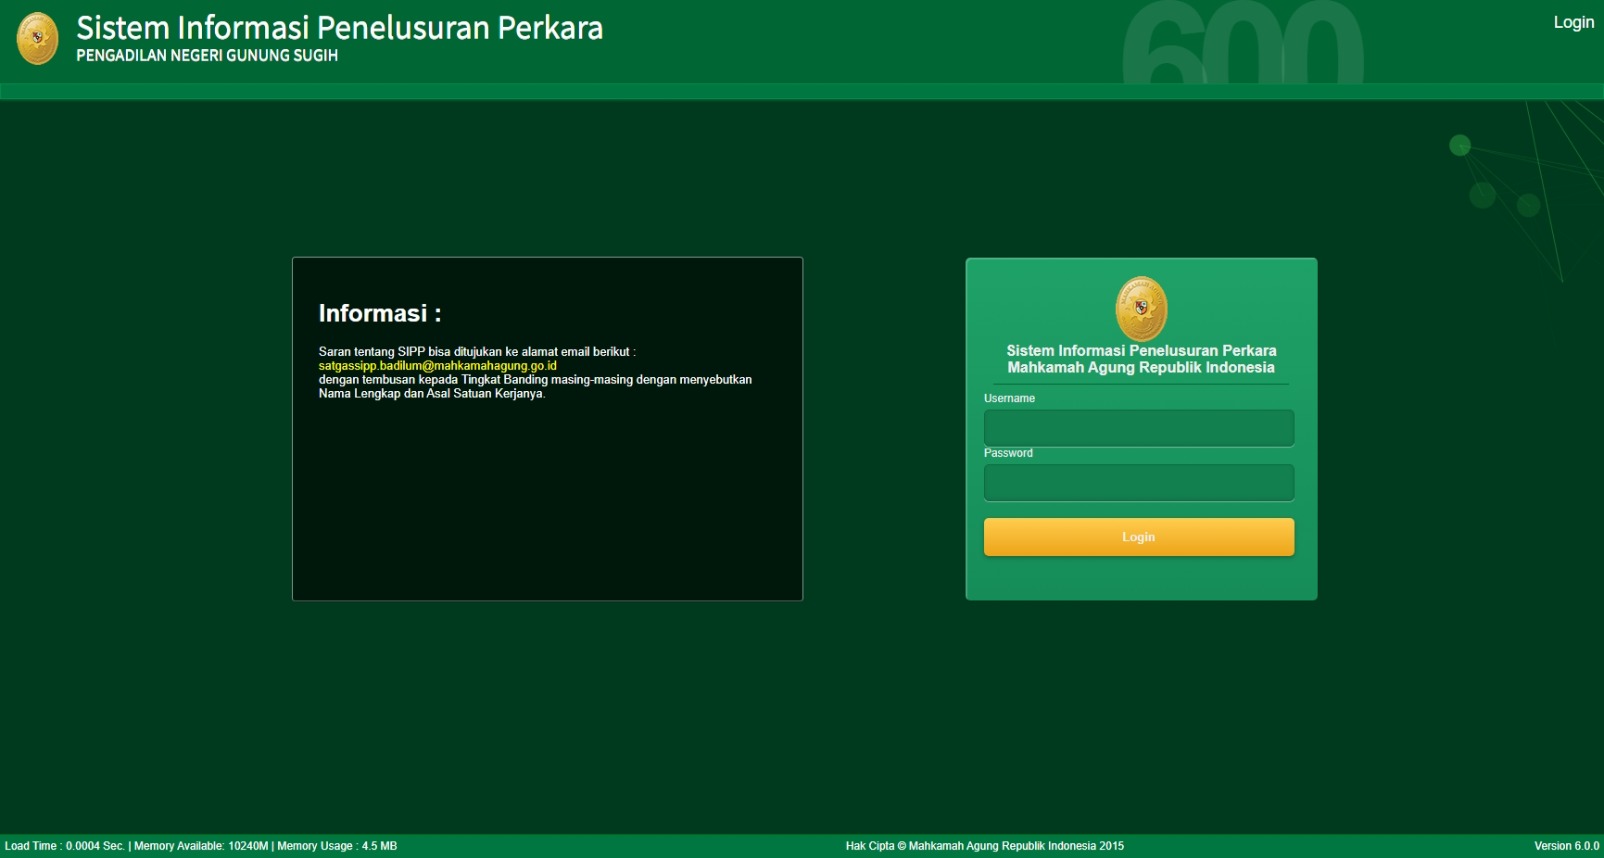 Sistem Informasi Penelusuran Perkara
PENGADILAN NEGERI GUNUNG SUGIH
600
Login
Informasi :
Saran tentang SIPP bisa ditujukan ke alamat email berikut :
satgassipp.badilum@mahkamahagung.go.id
dengan tembusan kepada Tingkat Banding masing-masing dengan menyebutkan
Nama Lengkap dan Asal Satuan Kerjanya.
Sistem Informasi Penelusuran Perkara
Mahkamah Agung Republik Indonesia
Username
Password
Login
Load Time : 0.0004 Sec. | Memory Available: 10240M | Memory Usage : 4.5 MB
Hak Cipta © Mahkamah Agung Republik Indonesia 2015
Version 6.0.0